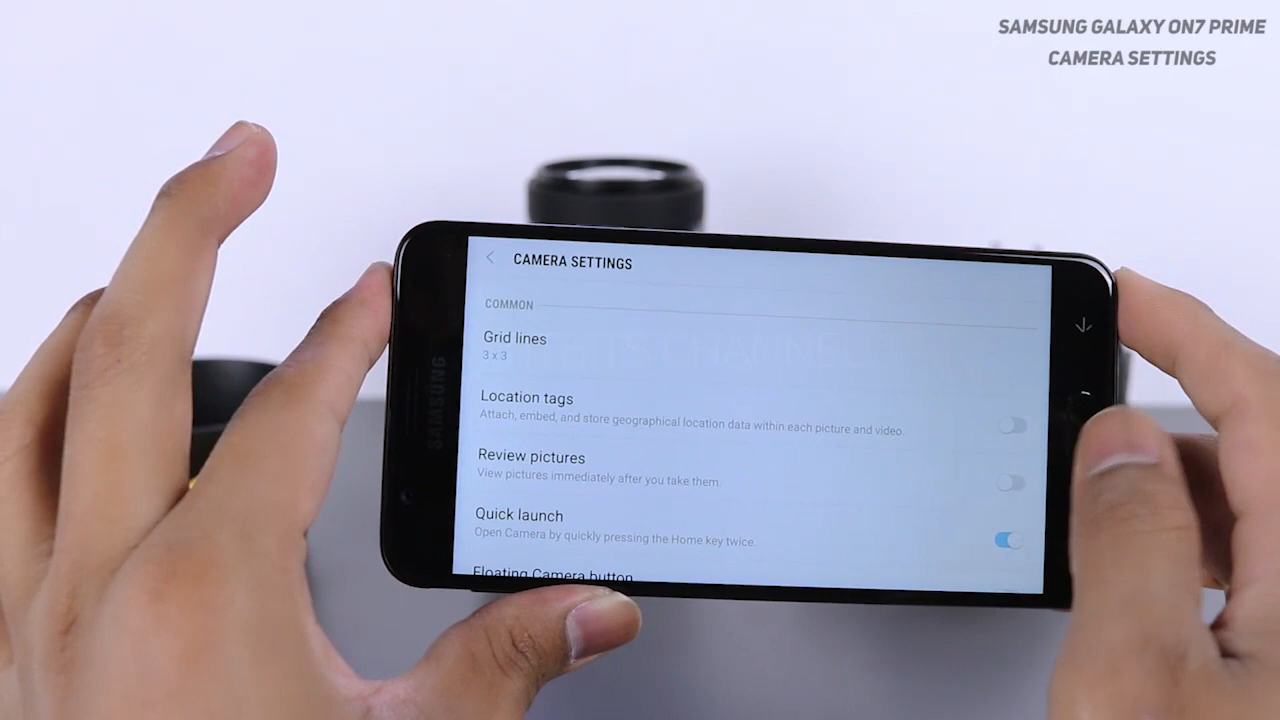 SAMSUNG GALAXY ON7 PRIME
CAMERA SETTINGS
CAMERA SETTINGS
COMMON
Grid lines
3 x 3
Location tags
Attach, embed, and store geographical location data within each picture and video.
Review pictures
View pictures immediately after you take them.
Quick launch
Open Camera by quickly pressing the Home key twice.
Floating Camera button
SAMSUNG